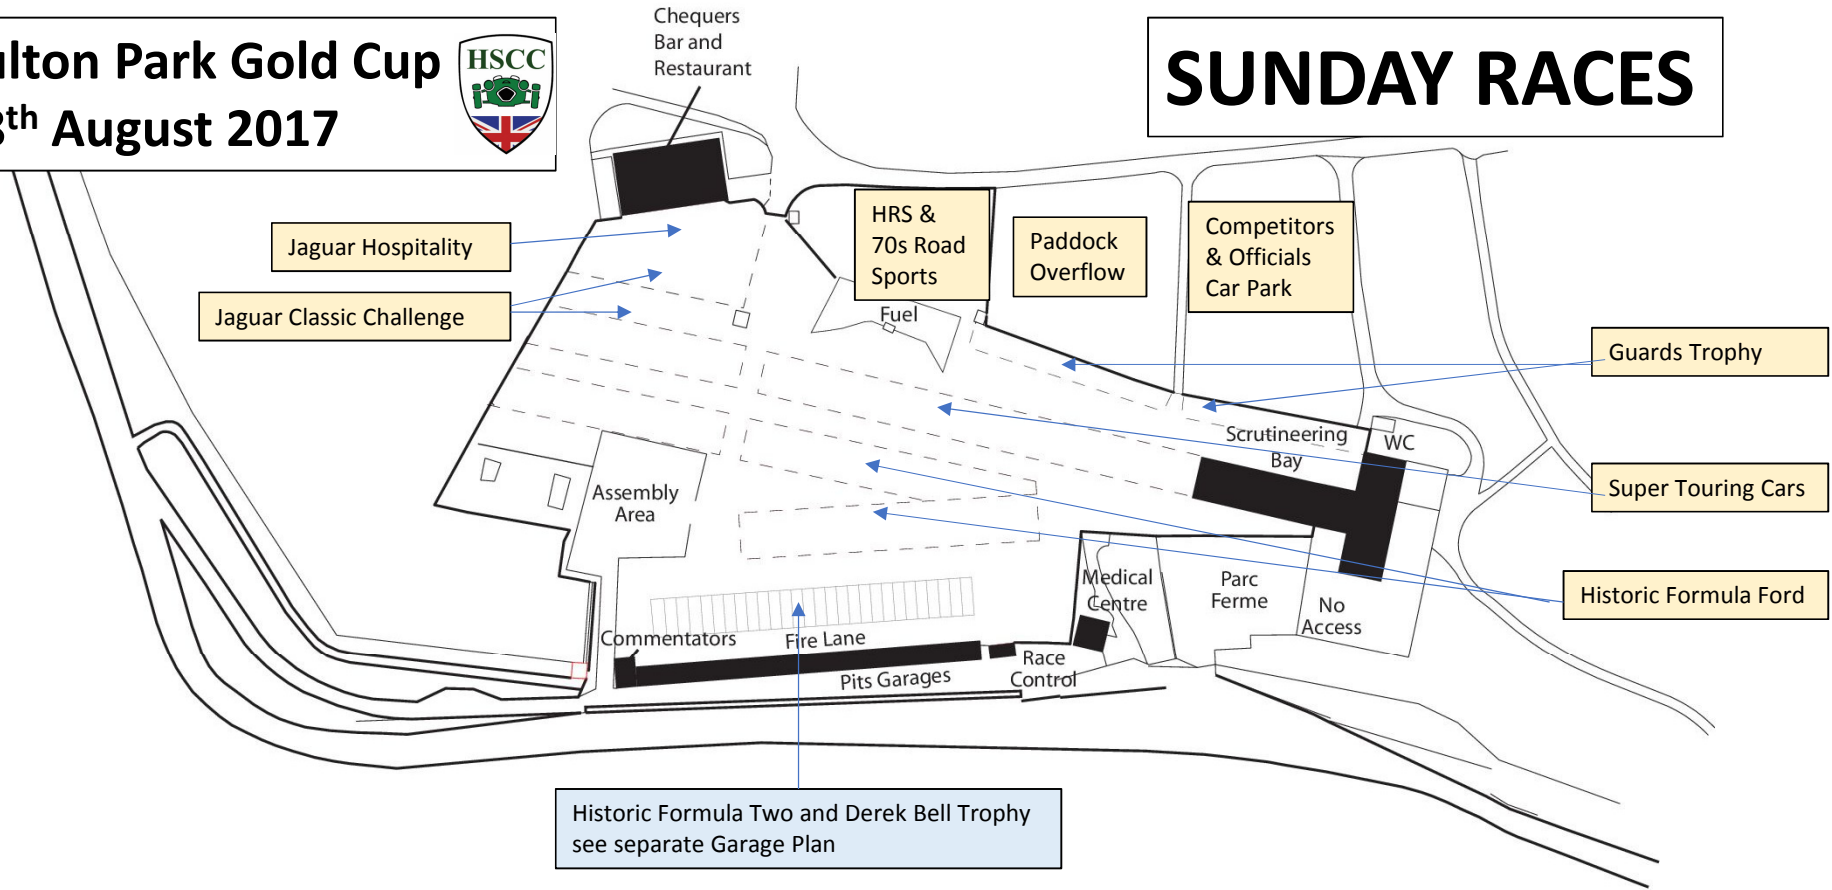 Park Gold Cup
August 2017
HSCC
SUNDAY RACES
Chequers
Bar and
Restaurant
Jaguar Hospitality
Jaguar Classic Challenge
HRS &
70s Road
Sports
Fuel
Paddock
Overflow
Competitors
& Officials
Car Park
Guards Trophy
Scrutineering
Bay
WC
Super Touring Cars
Assembly
Area
Historic Formula Ford
Medical
Centre
Parc
Ferme
No
Access
Commentators
Fire Lane
Race
Control
Pits Garages
Historic Formula Two and Derek Bell Trophy
see separate Garage Plan